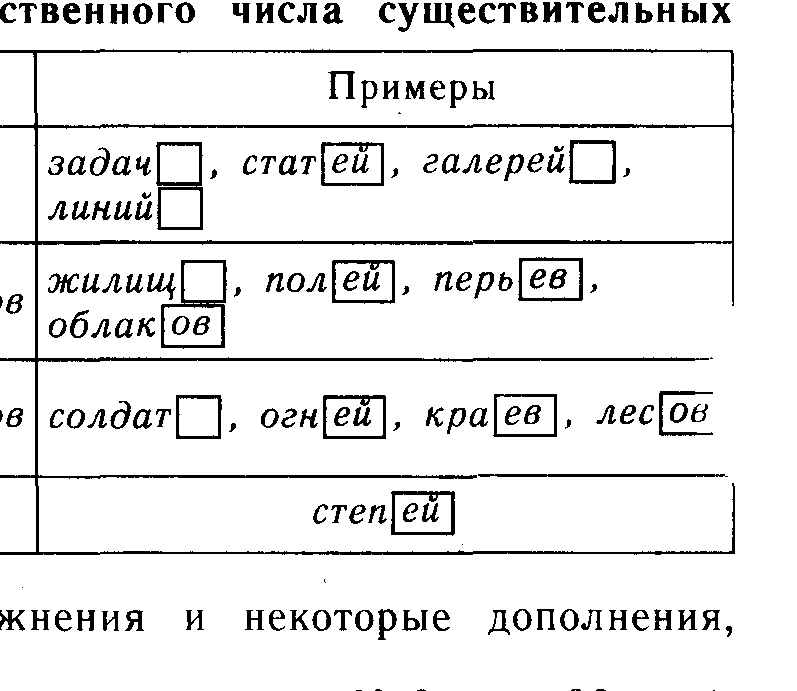 ственного числа существительных
Примеры
задач , стат ей , галерей ,
линий
жилищ , пол ей , перь ев ,
ов
облак ов
ов солдат , огн ей , кра ев , лес ов
степ ей
жнения и некоторые дополнения,